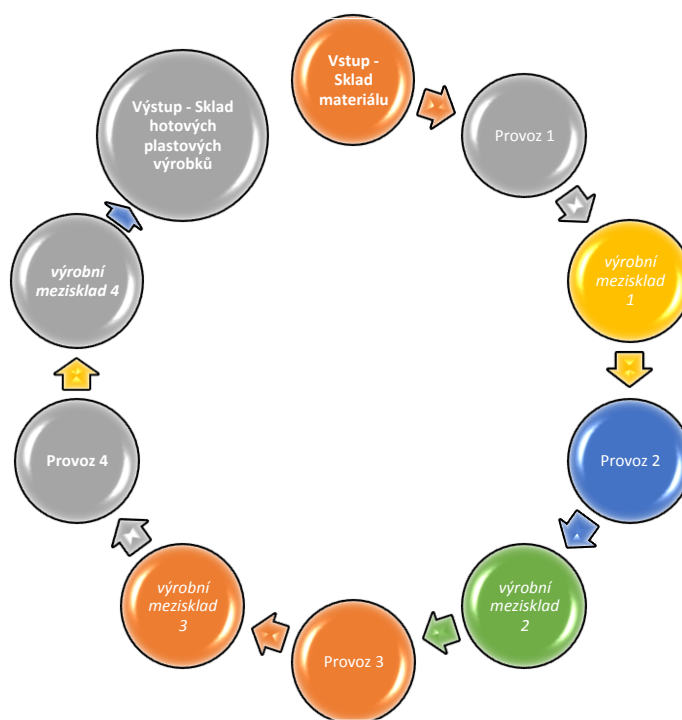 Vstup -
Sklad
materiálu
Provoz 1
výrobní
mezisklad
1
Provoz 2
výrobní
mezisklad
2
Provoz 3
výrobní
mezisklad
3
Provoz 4
výrobní
mezisklad 4
Výstup - Sklad
hotových
plastových
výrobků